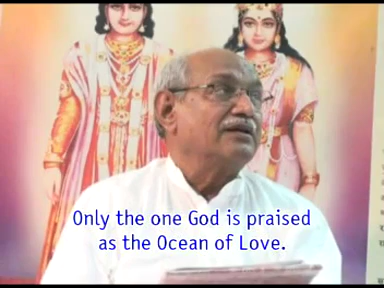 Only the one God is praised
as the Ocean of Love.